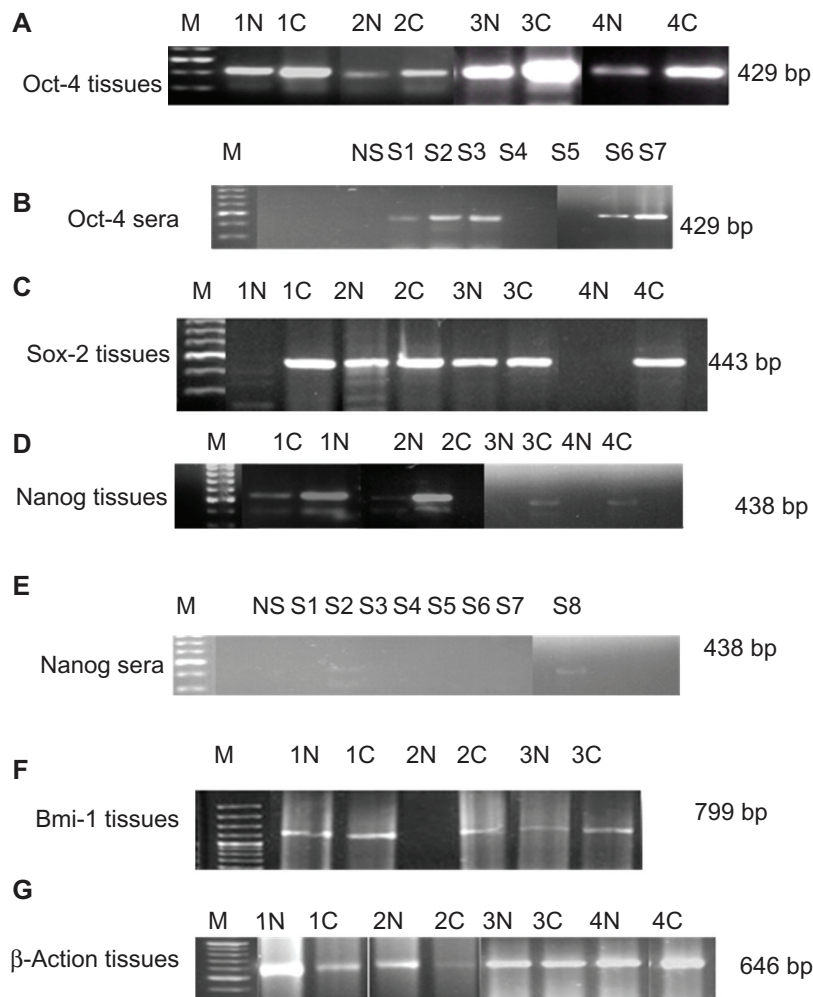 A
M 1N 1C 2N 2C 3N 3C 4N 4C
Oct-4 tissues
429 bp
M NS S1 S2 S3 S4 S5 S6 S7
B
Oct-4 sera
429 bp
C
M 1N 1C 2N 2C 3N 3C 4N 4C
Sox-2 tissues
443 bp
D
M 1C 1N 2N 2C 3N 3C 4N 4C
Nanog tissues
438 bp
E
M NS S1 S2 S3 S4 S5 S6 S7 S8
Nanog sera
438 bp
F
M 1N 1C 2N 2C 3N 3C
Bmi-1 tissues
799 bp
G
M 1N 1C 2N 2C 3N 3C 4N 4C
β-Action tissues
646 bp